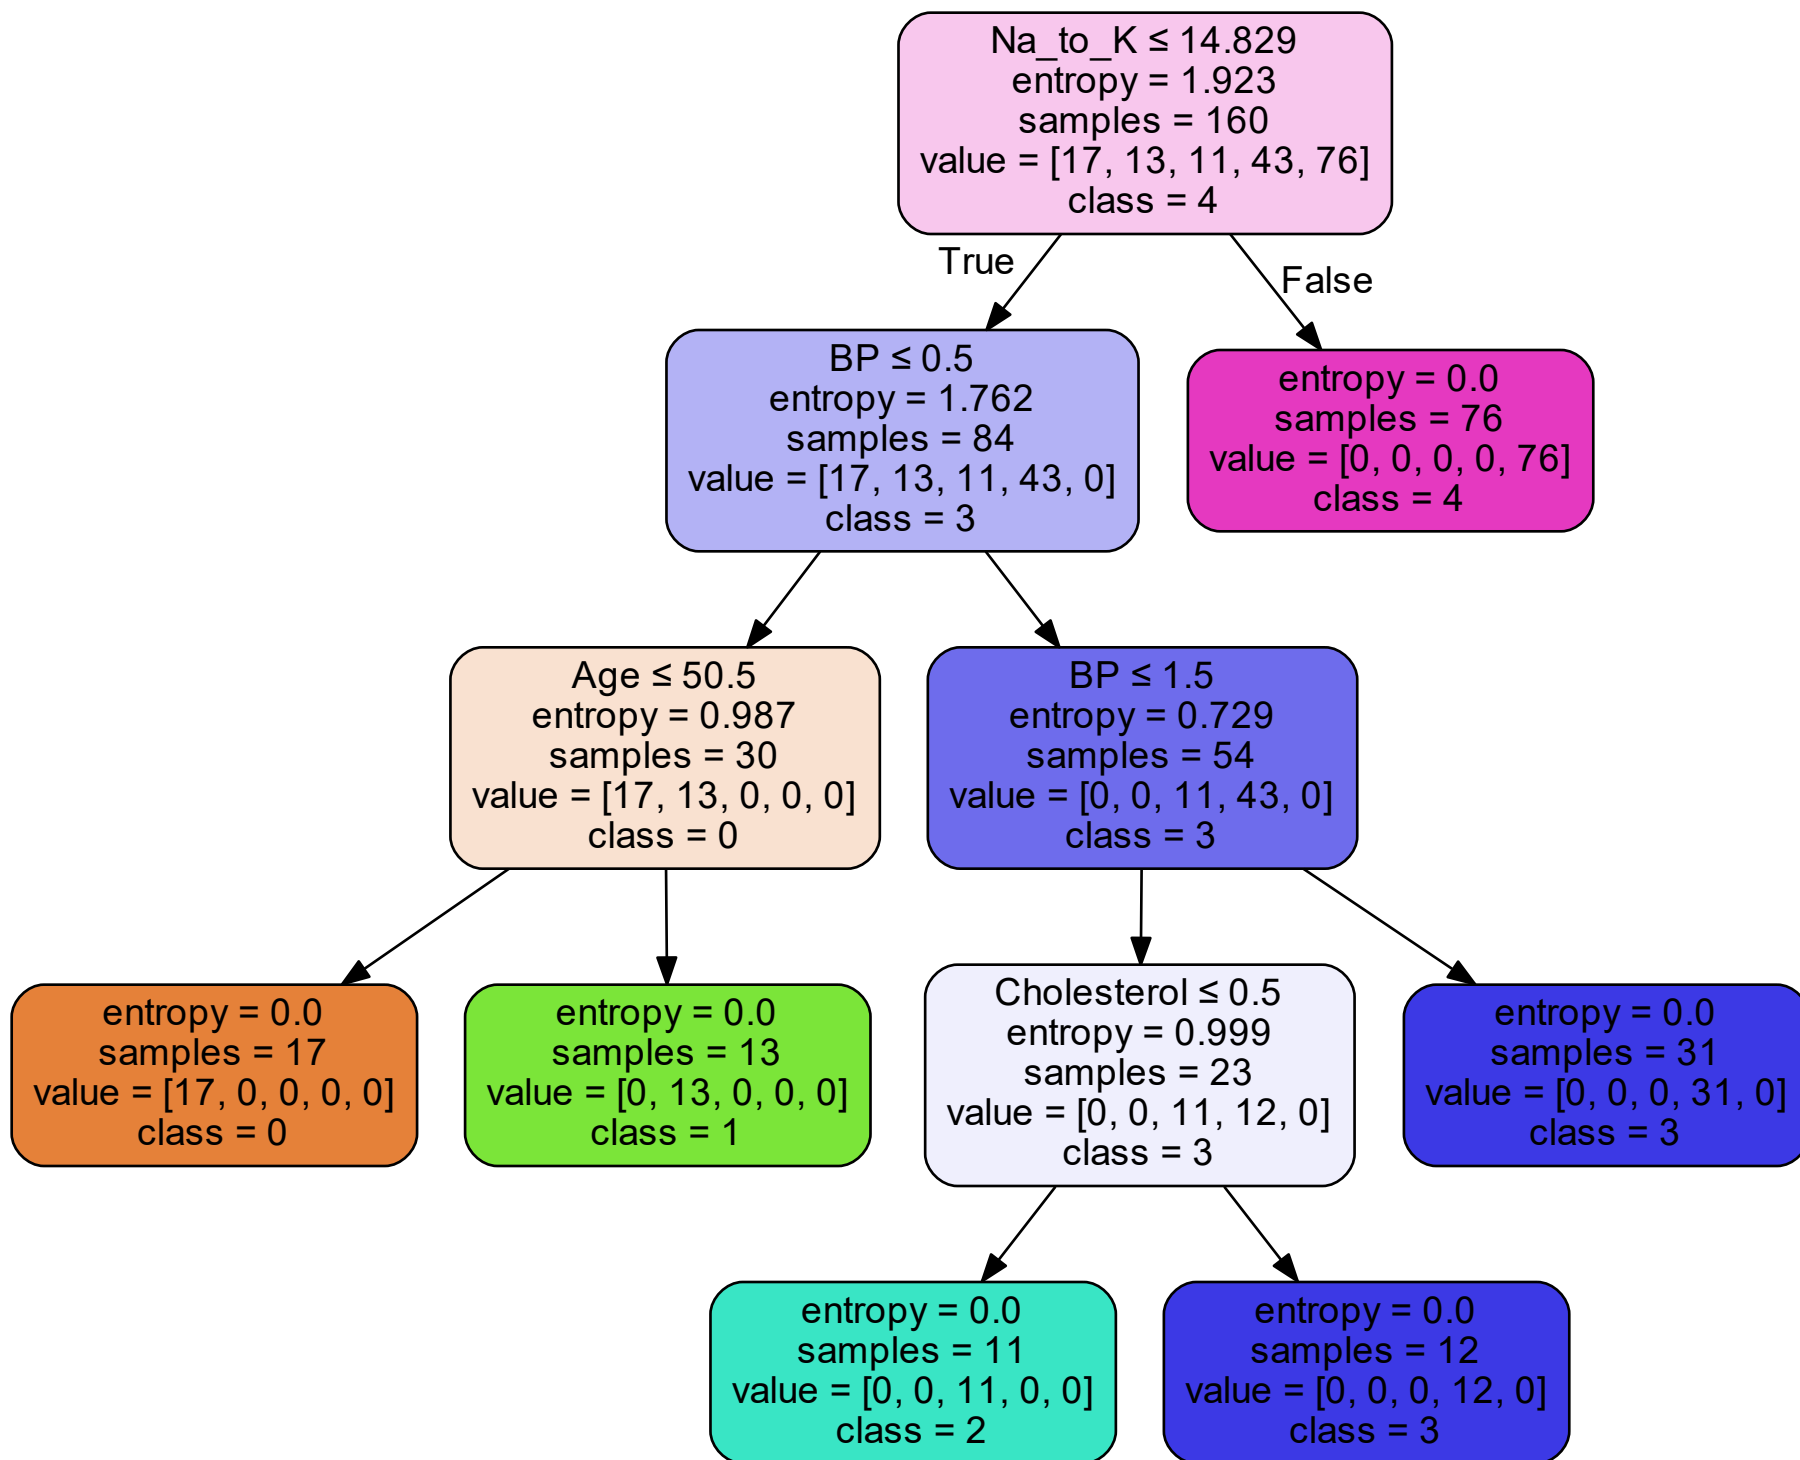 Na_to_K ≤ 14.829
entropy = 1.923
samples = 160
value = [17, 13, 11, 43, 76]
class = 4
True
False
BP ≤ 0.5
entropy = 1.762
samples = 84
value = [17, 13, 11, 43, 0]
class = 3
entropy = 0.0
samples = 76
value = [0, 0, 0, 0, 76]
class = 4
Age ≤ 50.5
entropy = 0.987
samples = 30
value = [17, 13, 0, 0, 0]
class = 0
BP ≤ 1.5
entropy = 0.729
samples = 54
value = [0, 0, 11, 43, 0]
class = 3
entropy = 0.0
samples = 17
value = [17, 0, 0, 0, 0]
class = 0
entropy = 0.0
samples = 13
value = [0, 13, 0, 0, 0]
class = 1
Cholesterol ≤ 0.5
entropy = 0.999
samples = 23
value = [0, 0, 11, 12, 0]
class = 3
entropy = 0.0
samples = 31
value = [0, 0, 0, 31, 0]
class = 3
entropy = 0.0
samples = 11
value = [0, 0, 11, 0, 0]
class = 2
entropy = 0.0
samples = 12
value = [0, 0, 0, 12, 0]
class = 3